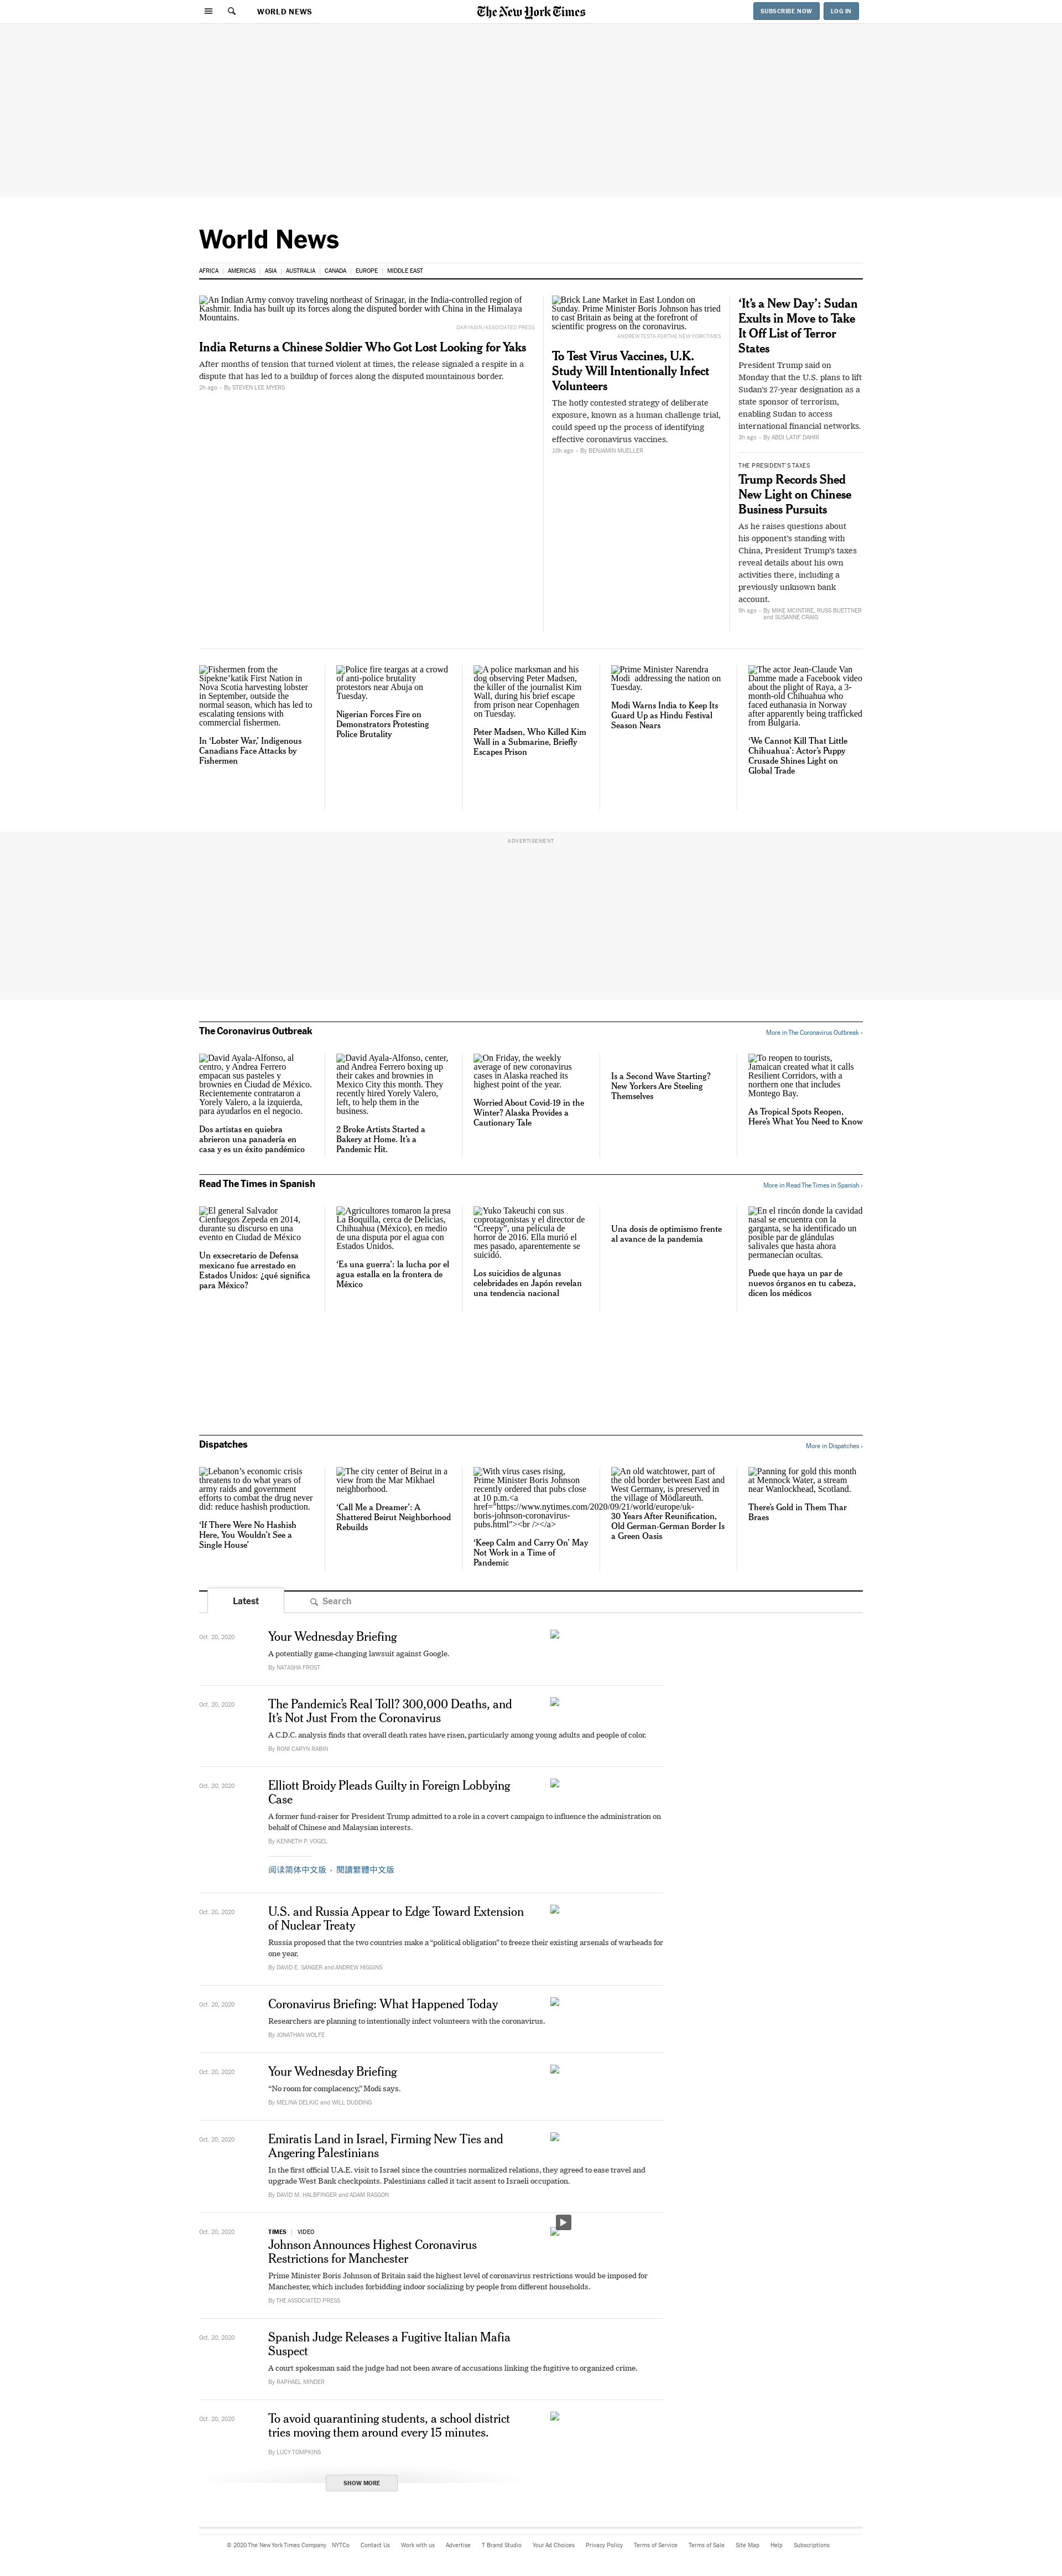 WORLD NEWS
The New York Times
SUBSCRIBE NOW
LOG IN
World News
AFRICA
AMERICAS
ASIA
AUSTRALIA
CANADA
EUROPE
MIDDLE EAST
An Indian Army convoy traveling northeast of Srinagar, in the India-controlled region of
Kashmir. India has built up its forces along the disputed border with China in the Himalaya
Mountains.
DAR YASIN/ASSOCIATED PRESS
India Returns a Chinese Soldier Who Got Lost Looking for Yaks
After months of tension that turned violent at times, the release signaled a respite in a
dispute that has led to a buildup of forces along the disputed mountainous border.
2h ago • By STEVEN LEE MYERS
Brick Lane Market in East London on
Sunday. Prime Minister Boris Johnson has tried
to cast Britain as being at the forefront of
scientific progress on the coronavirus.
ANDREW TESTA FOR THE NEW YORK TIMES
To Test Virus Vaccines, U.K.
Study Will Intentionally Infect
Volunteers
The hotly contested strategy of deliberate
exposure, known as a human challenge trial,
could speed up the process of identifying
effective coronavirus vaccines.
10h ago • By BENJAMIN MUELLER
‘It’s a New Day’: Sudan
Exults in Move to Take
It Off List of Terror
States
President Trump said on
Monday that the U.S. plans to lift
Sudan’s 27-year designation as a
state sponsor of terrorism,
enabling Sudan to access
international financial networks.
3h ago • By ABDI LATIF DAHIR
THE PRESIDENT’S TAXES
Trump Records Shed
New Light on Chinese
Business Pursuits
As he raises questions about
his opponent’s standing with
China, President Trump’s taxes
reveal details about his own
activities there, including a
previously unknown bank
account.
9h ago • By MIKE MCINTIRE, RUSS BUETTNER
and SUSANNE CRAIG
Fishermen from the
Sipekne’katik First Nation in
Nova Scotia harvesting lobster
in September, outside the
normal season, which has led to
escalating tensions with
commercial fishermen.
In ‘Lobster War,’ Indigenous
Canadians Face Attacks by
Fishermen
Police fire teargas at a crowd
of anti-police brutality
protestors near Abuja on
Tuesday.
Nigerian Forces Fire on
Demonstrators Protesting
Police Brutality
A police marksman and his
dog observing Peter Madsen,
the killer of the journalist Kim
Wall, during his brief escape
from prison near Copenhagen
on Tuesday.
Peter Madsen, Who Killed Kim
Wall in a Submarine, Briefly
Escapes Prison
Prime Minister Narendra
Modi addressing the nation on
Tuesday.
Modi Warns India to Keep Its
Guard Up as Hindu Festival
Season Nears
The actor Jean-Claude Van
Damme made a Facebook video
about the plight of Raya, a 3-
month-old Chihuahua who
faced euthanasia in Norway
after apparently being trafficked
from Bulgaria.
‘We Cannot Kill That Little
Chihuahua’: Actor’s Puppy
Crusade Shines Light on
Global Trade
ADVERTISEMENT
The Coronavirus Outbreak
More in The Coronavirus Outbreak ›
David Ayala-Alfonso, al
centro, y Andrea Ferrero
empacan sus pasteles y
brownies en Ciudad de México.
Recientemente contrataron a
Yorely Valero, a la izquierda,
para ayudarlos en el negocio.
Dos artistas en quiebra
abrieron una panadería en
casa y es un éxito pandémico
David Ayala-Alfonso, center,
and Andrea Ferrero boxing up
their cakes and brownies in
Mexico City this month. They
recently hired Yorely Valero,
left, to help them in the
business.
2 Broke Artists Started a
Bakery at Home. It’s a
Pandemic Hit.
On Friday, the weekly
average of new coronavirus
cases in Alaska reached its
highest point of the year.
Worried About Covid-19 in the
Winter? Alaska Provides a
Cautionary Tale
Is a Second Wave Starting?
New Yorkers Are Steeling
Themselves
To reopen to tourists,
Jamaican created what it calls
Resilient Corridors, with a
northern one that includes
Montego Bay.
As Tropical Spots Reopen,
Here’s What You Need to Know
Read The Times in Spanish
More in Read The Times in Spanish ›
El general Salvador
Cienfuegos Zepeda en 2014,
durante su discurso en una
evento en Ciudad de México
Un exsecretario de Defensa
mexicano fue arrestado en
Estados Unidos: ¿qué significa
para México?
Agricultores tomaron la presa
La Boquilla, cerca de Delicias,
Chihuahua (México), en medio
de una disputa por el agua con
Estados Unidos.
‘Es una guerra’: la lucha por el
agua estalla en la frontera de
México
Yuko Takeuchi con sus
coprotagonistas y el director de
“Creepy”, una película de
horror de 2016. Ella murió el
mes pasado, aparentemente se
suicidó.
Los suicidios de algunas
celebridades en Japón revelan
una tendencia nacional
Una dosis de optimismo frente
al avance de la pandemia
En el rincón donde la cavidad
nasal se encuentra con la
garganta, se ha identificado un
posible par de glándulas
salivales que hasta ahora
permanecían ocultas.
Puede que haya un par de
nuevos órganos en tu cabeza,
dicen los médicos
Dispatches
More in Dispatches ›
Lebanon’s economic crisis
threatens to do what years of
army raids and government
efforts to combat the drug never
did: reduce hashish production.
‘If There Were No Hashish
Here, You Wouldn’t See a
Single House’
The city center of Beirut in a
view from the Mar Mikhael
neighborhood.
‘Call Me a Dreamer’: A
Shattered Beirut Neighborhood
Rebuilds
With virus cases rising,
Prime Minister Boris Johnson
recently ordered that pubs close
at 10 p.m.<a
href="https://www.nytimes.com/2020/09/21/world/europe/uk-
boris-johnson-coronavirus-
pubs.html"><br /></a>
‘Keep Calm and Carry On’ May
Not Work in a Time of
Pandemic
An old watchtower, part of
the old border between East and
West Germany, is preserved in
the village of Mödlareuth.
30 Years After Reunification,
Old German-German Border Is
a Green Oasis
Panning for gold this month
at Mennock Water, a stream
near Wanlockhead, Scotland.
There’s Gold in Them Thar
Braes
Latest
Search
Oct. 20, 2020
Your Wednesday Briefing
A potentially game-changing lawsuit against Google.
By NATASHA FROST
Oct. 20, 2020
The Pandemic’s Real Toll? 300,000 Deaths, and
It’s Not Just From the Coronavirus
A C.D.C. analysis finds that overall death rates have risen, particularly among young adults and people of color.
By RONI CARYN RABIN
Oct. 20, 2020
Elliott Broidy Pleads Guilty in Foreign Lobbying
Case
A former fund-raiser for President Trump admitted to a role in a covert campaign to influence the administration on
behalf of Chinese and Malaysian interests.
By KENNETH P. VOGEL
阅读简体中文版 • 閱讀繁體中文版
Oct. 20, 2020
U.S. and Russia Appear to Edge Toward Extension
of Nuclear Treaty
Russia proposed that the two countries make a “political obligation” to freeze their existing arsenals of warheads for
one year.
By DAVID E. SANGER and ANDREW HIGGINS
Oct. 20, 2020
Coronavirus Briefing: What Happened Today
Researchers are planning to intentionally infect volunteers with the coronavirus.
By JONATHAN WOLFE
Oct. 20, 2020
Your Wednesday Briefing
“No room for complacency,” Modi says.
By MELINA DELKIC and WILL DUDDING
Oct. 20, 2020
Emiratis Land in Israel, Firming New Ties and
Angering Palestinians
In the first official U.A.E. visit to Israel since the countries normalized relations, they agreed to ease travel and
upgrade West Bank checkpoints. Palestinians called it tacit assent to Israeli occupation.
By DAVID M. HALBFINGER and ADAM RASGON
Oct. 20, 2020
TIMES | VIDEO
Johnson Announces Highest Coronavirus
Restrictions for Manchester
Prime Minister Boris Johnson of Britain said the highest level of coronavirus restrictions would be imposed for
Manchester, which includes forbidding indoor socializing by people from different households.
By THE ASSOCIATED PRESS
Oct. 20, 2020
Spanish Judge Releases a Fugitive Italian Mafia
Suspect
A court spokesman said the judge had not been aware of accusations linking the fugitive to organized crime.
By RAPHAEL MINDER
Oct. 20, 2020
To avoid quarantining students, a school district
tries moving them around every 15 minutes.
By LUCY TOMPKINS
SHOW MORE
© 2020 The New York Times Company
NYTCo
Contact Us
Work with us
Advertise
T Brand Studio
Your Ad Choices
Privacy Policy
Terms of Service
Terms of Sale
Site Map
Help
Subscriptions